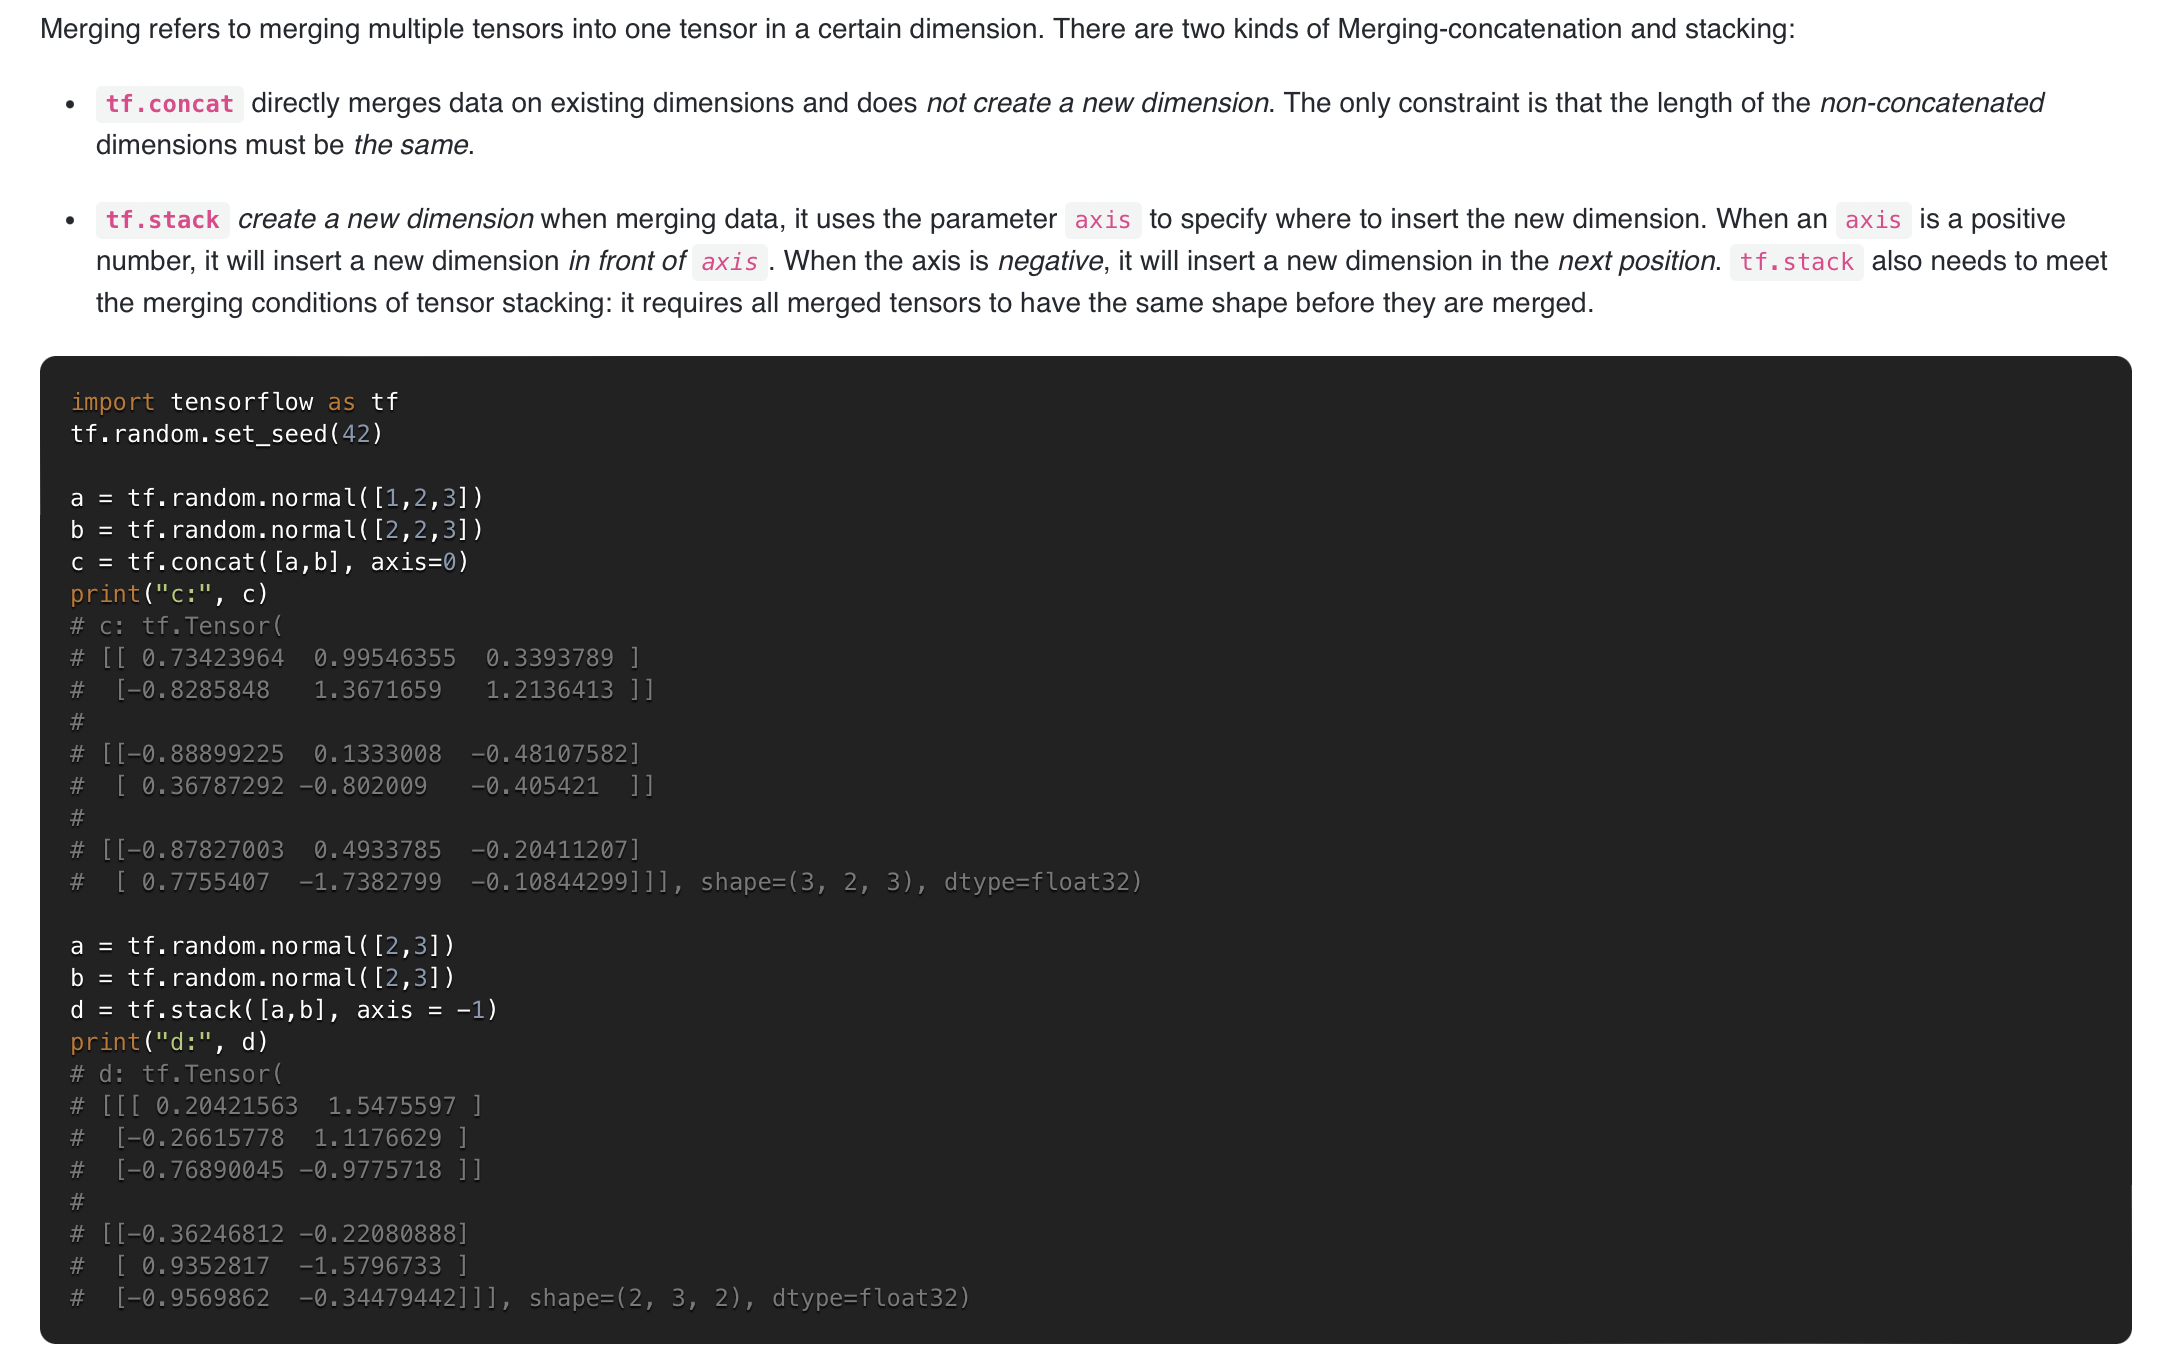 Merging refers to merging multiple tensors into one tensor in a certain dimension. There are two kinds of Merging-concatenation and stacking:
• tf.concat directly merges data on existing dimensions and does not create a new dimension. The only constraint is that the length of the non-concatenated
dimensions must be the same.
• tf.stack create a new dimension when merging data, it uses the parameter axis to specify where to insert the new dimension. When an axis is a positive
number, it will insert a new dimension in front of axis . When the axis is negative, it will insert a new dimension in the next position. tf.stack also needs to meet
the merging conditions of tensor stacking: it requires all merged tensors to have the same shape before they are merged.
import tensorflow as tf
tf.random.set_seed(42)

a = tf.random.normal([1,2,3])
b = tf.random.normal([2,2,3])
c = tf.concat([a,b], axis=0)
print("c:", c)
# c: tf.Tensor(
# [[ 0.73423964  0.99546355  0.3393789 ]
#  [-0.8285848   1.3671659   1.2136413 ]]
#
# [[-0.88899225  0.1333008  -0.48107582]
#  [ 0.36787292 -0.802009   -0.405421  ]]
#
# [[-0.87827003  0.4933785  -0.20411207]
#  [ 0.7755407  -1.7382799  -0.10844299]]], shape=(3, 2, 3), dtype=float32)

a = tf.random.normal([2,3])
b = tf.random.normal([2,3])
d = tf.stack([a,b], axis = -1)
print("d:", d)
# d: tf.Tensor(
# [[[ 0.20421563  1.5475597 ]
#  [-0.26615778  1.1176629 ]
#  [-0.76890045 -0.9775718 ]]
#
# [[-0.36246812 -0.22080888]
#  [ 0.9352817  -1.5796733 ]
#  [-0.9569862  -0.34479442]]], shape=(2, 3, 2), dtype=float32)